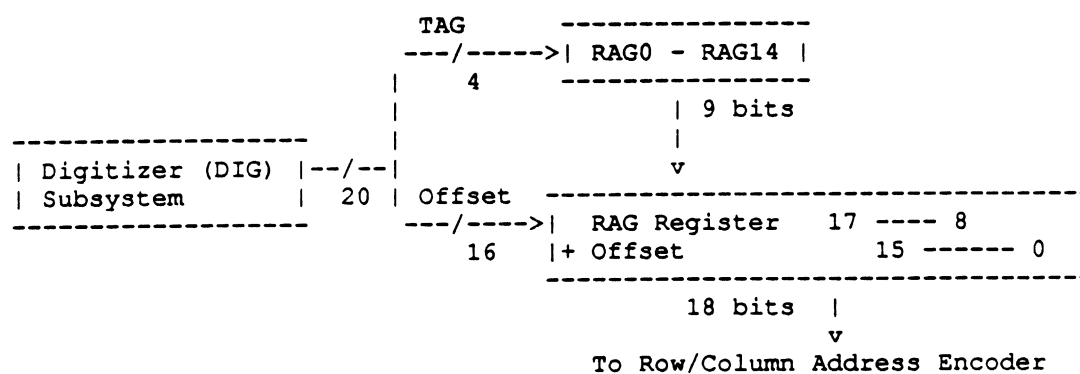 TAG
---/----->| RAG0 - RAG14 |
4
| 9 bits
v
| Digitizer (DIG) |--/--|
| Subsystem | 20 | Offset
---/---->| RAG Register 17 ---- 8
16 |+ Offset 15 ------ 0
18 bits |
v
To Row/Column Address Encoder